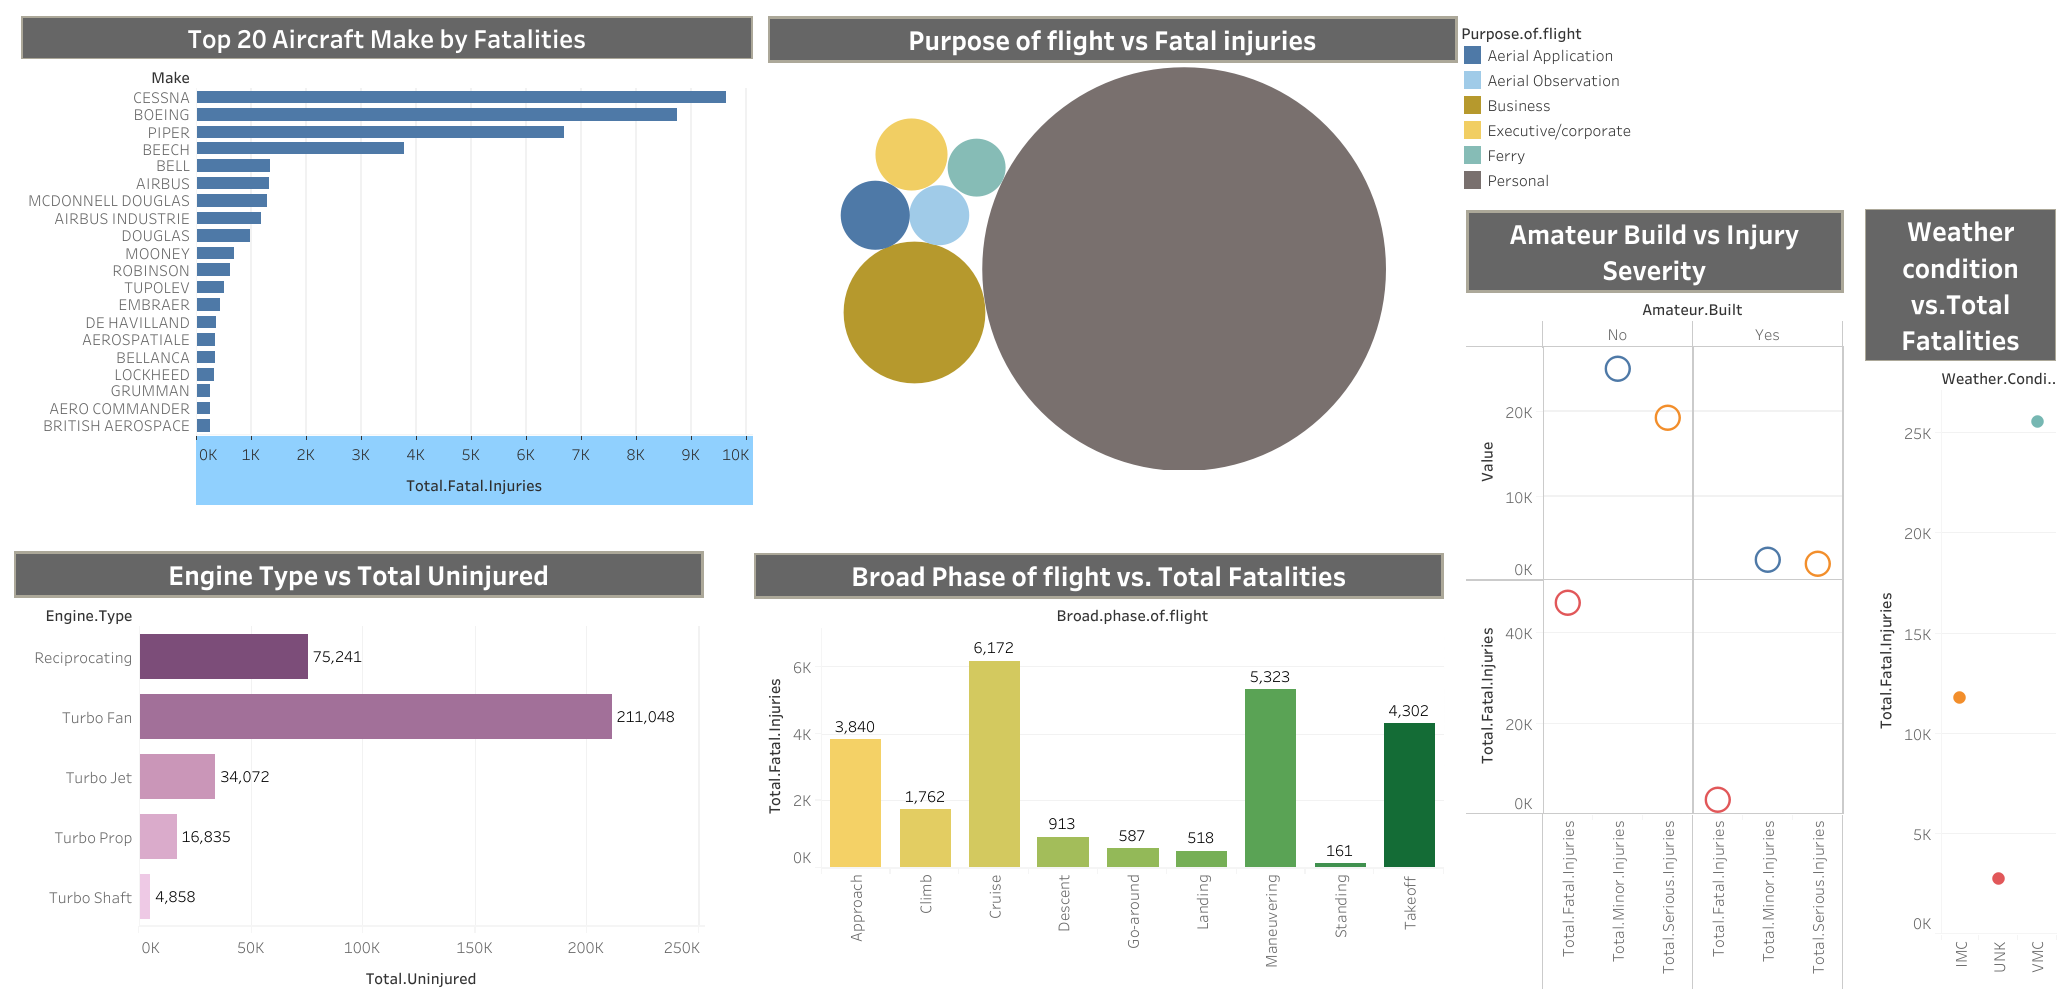 Top 20 Aircraft Make by Fatalities
Make
CESSNA
BOEING
PIPER
BEECH
BELL
AIRBUS
MCDONNELL DOUGLAS
AIRBUS INDUSTRIE
DOUGLAS
MOONEY
ROBINSON
TUPOLEV
EMBRAER
DE HAVILLAND
AEROSPATIALE
BELLANCA
LOCKHEED
GRUMMAN
AERO COMMANDER
BRITISH AEROSPACE
0K 1K 2K 3K 4K 5K 6K 7K 8K 9K 10K
Total.Fatal.Injuries
Purpose of flight vs Fatal injuries
Purpose.of.flight
Aerial Application
Aerial Observation
Business
Executive/corporate
Ferry
Personal
Engine Type vs Total Uninjured
Engine.Type
Reciprocating 75,241
Turbo Fan 211,048
Turbo Jet 34,072
Turbo Prop 16,835
Turbo Shaft 4,858
0K 50K 100K 150K 200K 250K
Total.Uninjured
Broad Phase of flight vs. Total Fatalities
Broad.phase.of.flight
Total.Fatal.Injuries
6K
4K
2K
0K
3,840
1,762
6,172
913
587
518
5,323
161
4,302
Approach
Climb
Cruise
Descent
Go-around
Landing
Maneuvering
Standing
Takeoff
Amateur Build vs Injury
Severity
Amateur.Built
No Yes
Value
20K
10K
0K
Total.Fatal.Injuries
40K
20K
0K
Total.Fatal.Injuries
Total.Minor.Injuries
Total.Serious.Injuries
Total.Fatal.Injuries
Total.Minor.Injuries
Total.Serious.Injuries
Weather
condition
vs.Total
Fatalities
Weather.Condi..
Total.Fatal.Injuries
25K
20K
15K
10K
5K
0K
IMC
UNK
VMC